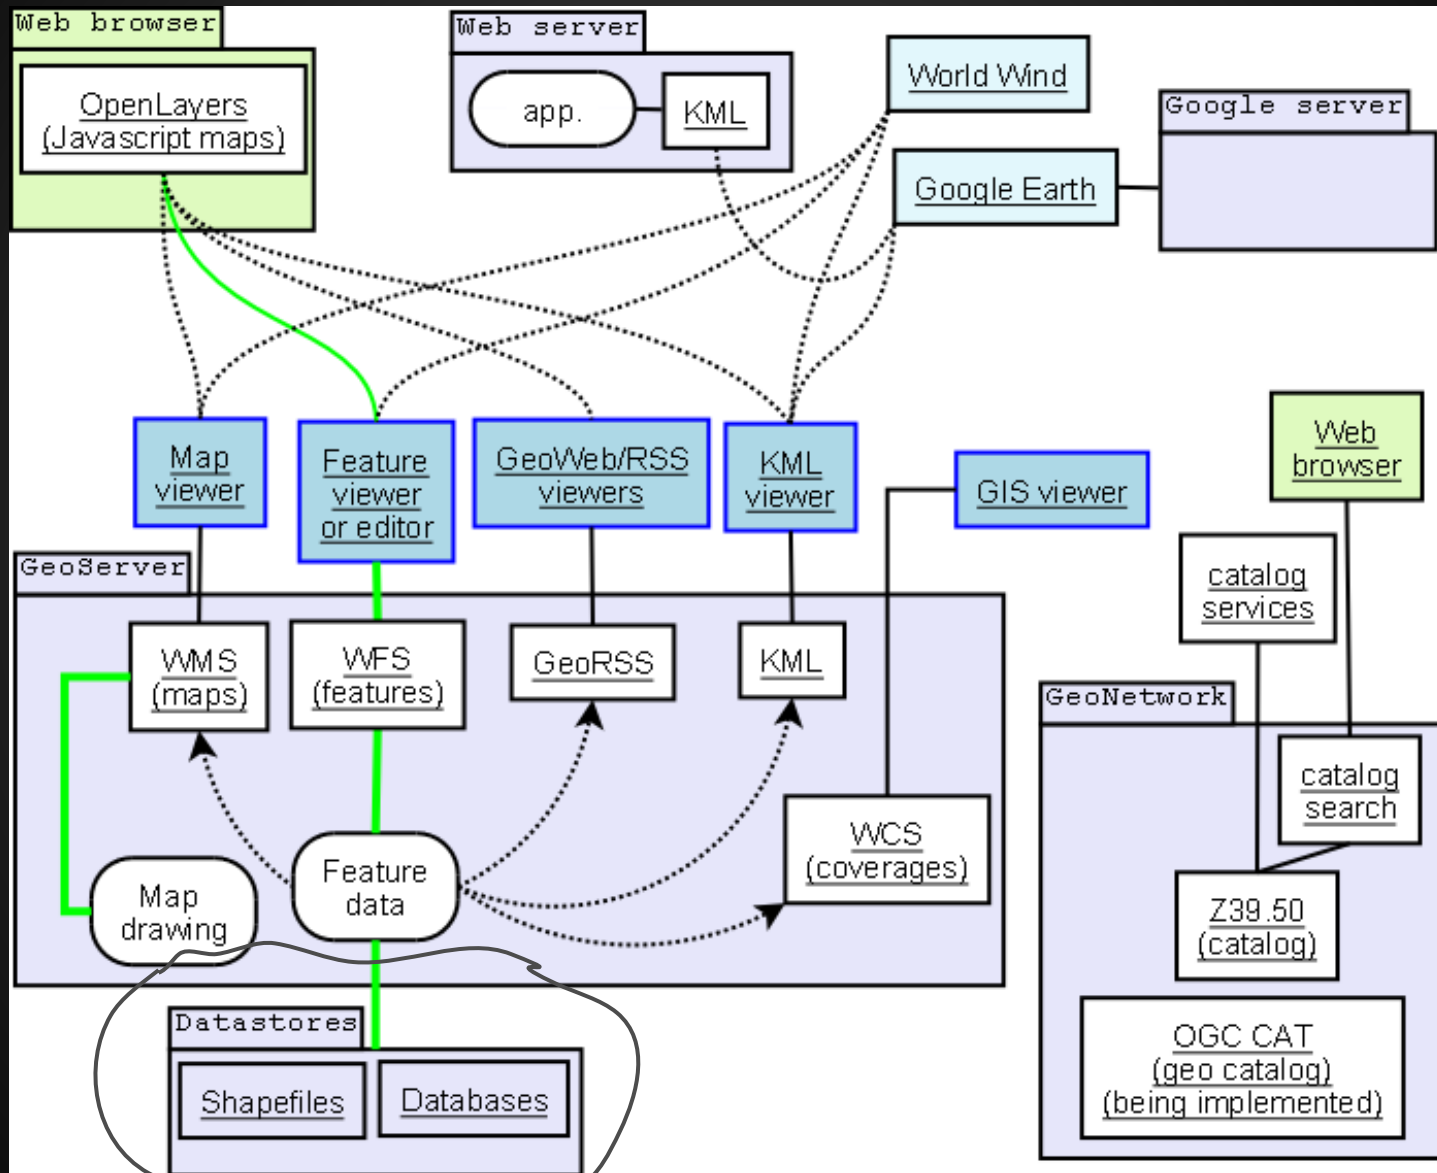 Web browser
OpenLayers
(Javascript maps)
Web server
app.
KML
World Wind
Google Earth
Google server
Map
viewer
Feature
viewer
or editor
GeoWeb/RSS
viewers
KML
viewer
GIS viewer
Web
browser
GeoServer
WMS
(maps)
WFS
(features)
GeoRSS
KML
WCS
(coverages)
Map
drawing
Feature
data
catalog
services
GeoNetwork
catalog
search
Z39.50
(catalog)
OGC CAT
(geo catalog)
(being implemented)
Datastores
Shapefiles
Databases